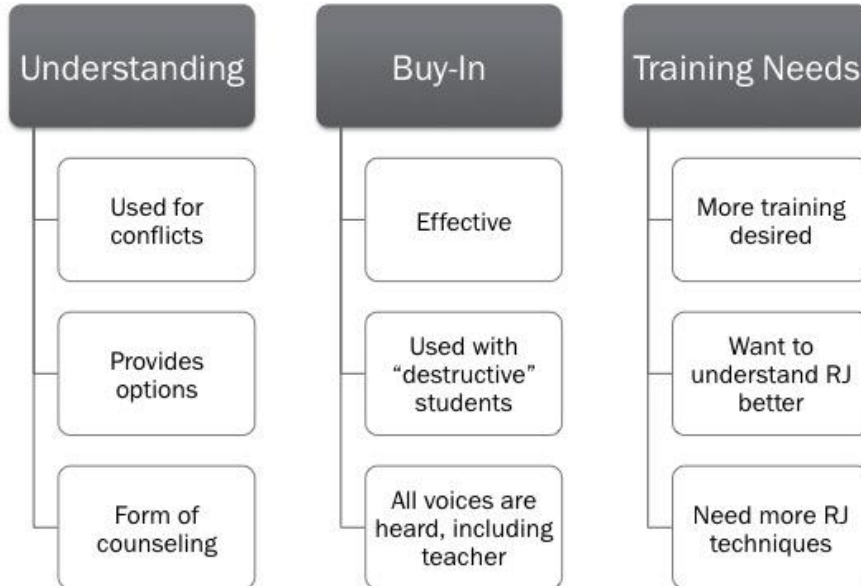 Understanding
Used for
conflicts
Provides
options
Form of
counseling
Buy-In
Effective
Used with
“destructive”
students
All voices are
heard, including
teacher
Training Needs
More training
desired
Want to
understand RJ
better
Need more RJ
techniques